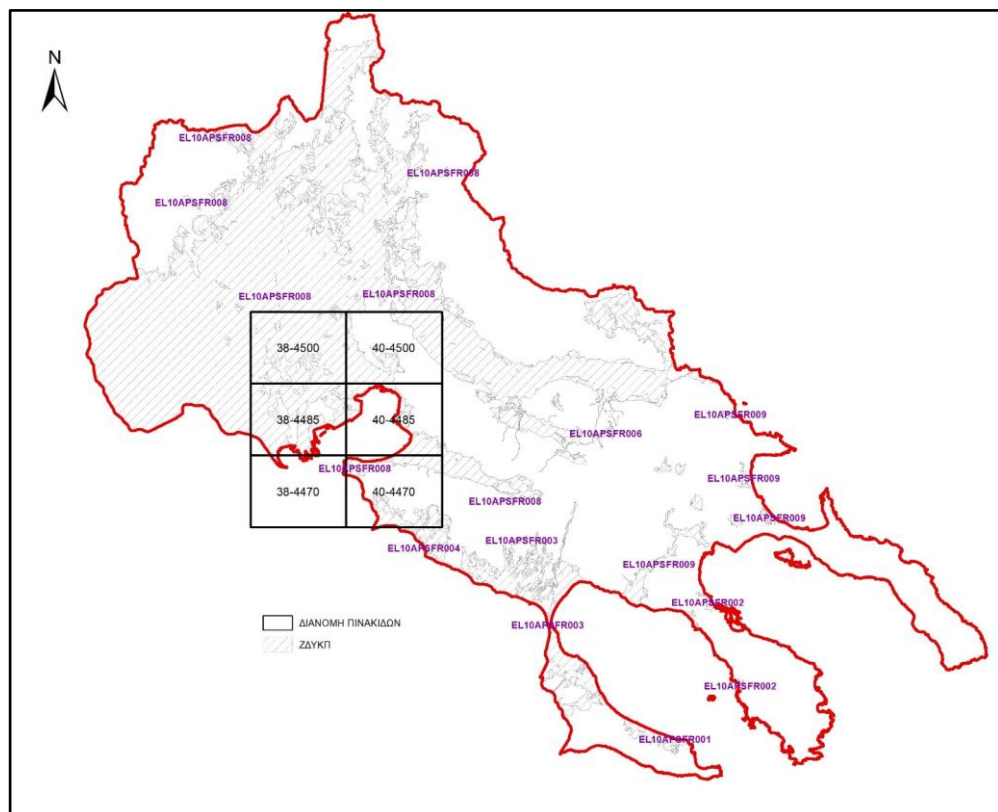 N
EL10APSFR008
EL10APSFR008
EL10APSFR008
EL10APSFR008
EL10APSFR008
38-4500
40-4500
38-4485
40-4485
EL10APSFR009
EL10APSFR006
EL10APSFR008
38-4470
40-4470
EL10APSFR008
EL10APSFR009
EL10APSFR009
EL10APSFR004
EL10APSFR003
EL10APSFR009
EL10APSFR002
ΔΙΑΝΟΜΗ ΠΙΝΑΚΙΔΩΝ
ΖΔΥΚΠ
EL10APSFR003
EL10APSFR002
EL10APSFR001